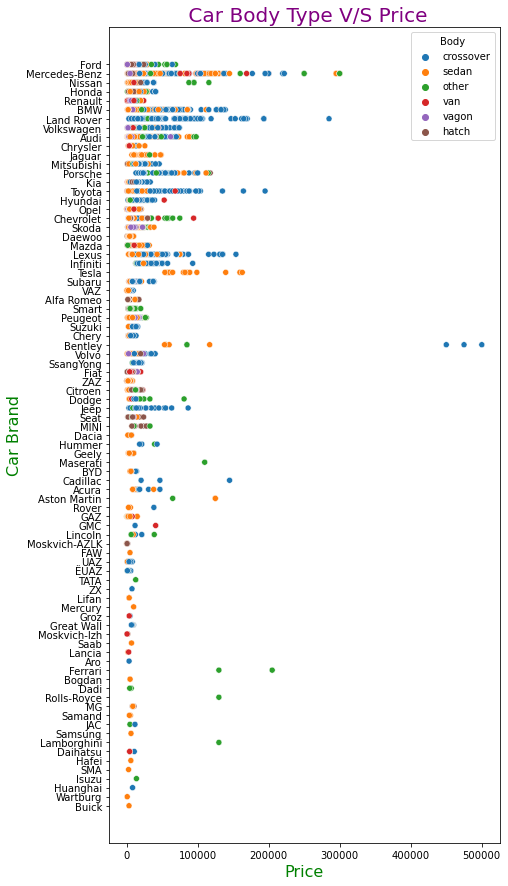 Car Body Type V/S Price
Body
crossover
sedan
other
van
vagon
hatch
Car Brand
Ford
Mercedes-Benz
Nissan
Honda
Renault
BMW
Land Rover
Volkswagen
Audi
Chrysler
Jaguar
Mitsubishi
Porsche
Kia
Toyota
Hyundai
Opel
Chevrolet
Skoda
Daewoo
Mazda
Lexus
Infiniti
Tesla
Subaru
VAZ
Alfa Romeo
Smart
Peugeot
Suzuki
Chery
Bentley
Volvo
SsangYong
Fiat
ZAZ
Citroen
Dodge
Jeep
Seat
MINI
Dacia
Hummer
Geely
Maserati
BYD
Cadillac
Acura
Aston Martin
Rover
GAZ
GMC
Lincoln
Moskvich-AZLK
FAW
UAZ
ËUAZ
TATA
ZX
Lifan
Mercury
Groz
Great Wall
Moskvich-Izh
Saab
Lancia
Aro
Ferrari
Bogdan
Dadi
Rolls-Royce
MG
Samand
JAC
Samsung
Lamborghini
Daihatsu
Hafei
SMA
Isuzu
Huanghai
Wartburg
Buick
0 100000 200000 300000 400000 500000
Price